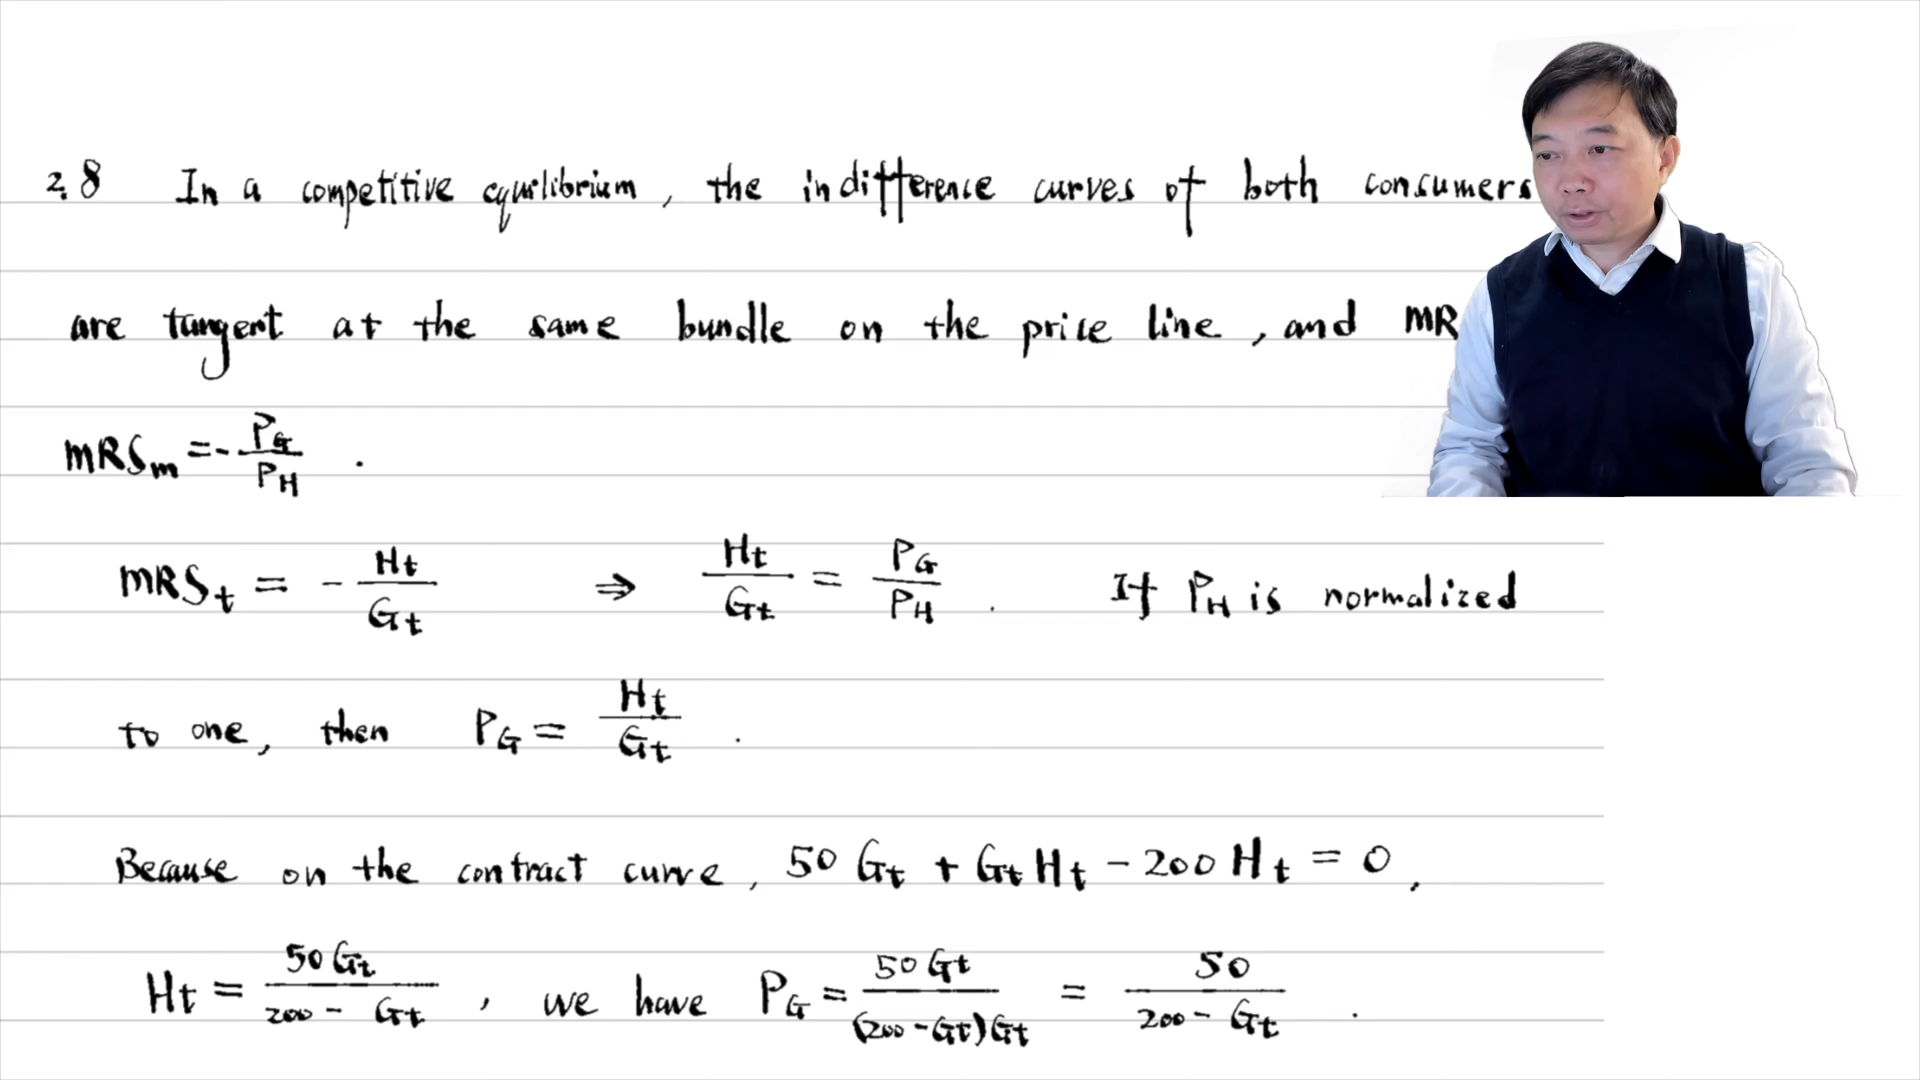 2.8 In a competitive equilibrium, the indifference curves of both consumers
are tangent at the same bundle on the price line, and MR
MRSm = - PG/PH .
MRSt = - Ht/Gt ⇒ Ht/Gt = PG/PH . If PH is normalized
to one, then PG = Ht/Gt .
Because on the contract curve, 50 Gt + Gt Ht - 200 Ht = 0,
Ht = 50 Gt/200 - Gt , we have PG = 50 Gt/(200 - Gt) Gt = 50/200 - Gt .